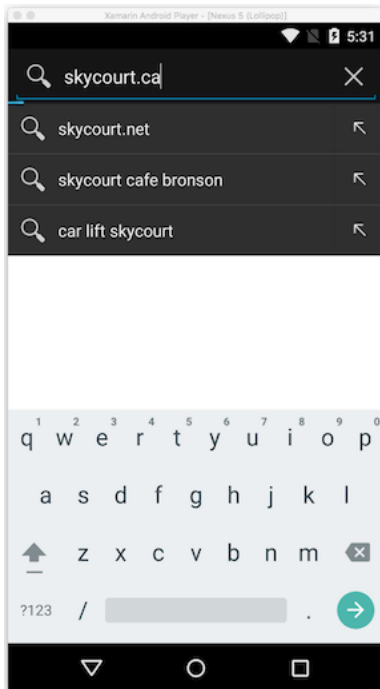 Xamarin Android Player - [Nexus 5 (Lollipop)]
5:31
skycourt.ca
skycourt.net
skycourt cafe bronson
car lift skycourt
1 2 3 4 5 6 7 8 9 0
q w e r t y u i o p
a s d f g h j k l
z x c v b n m
?123 / .